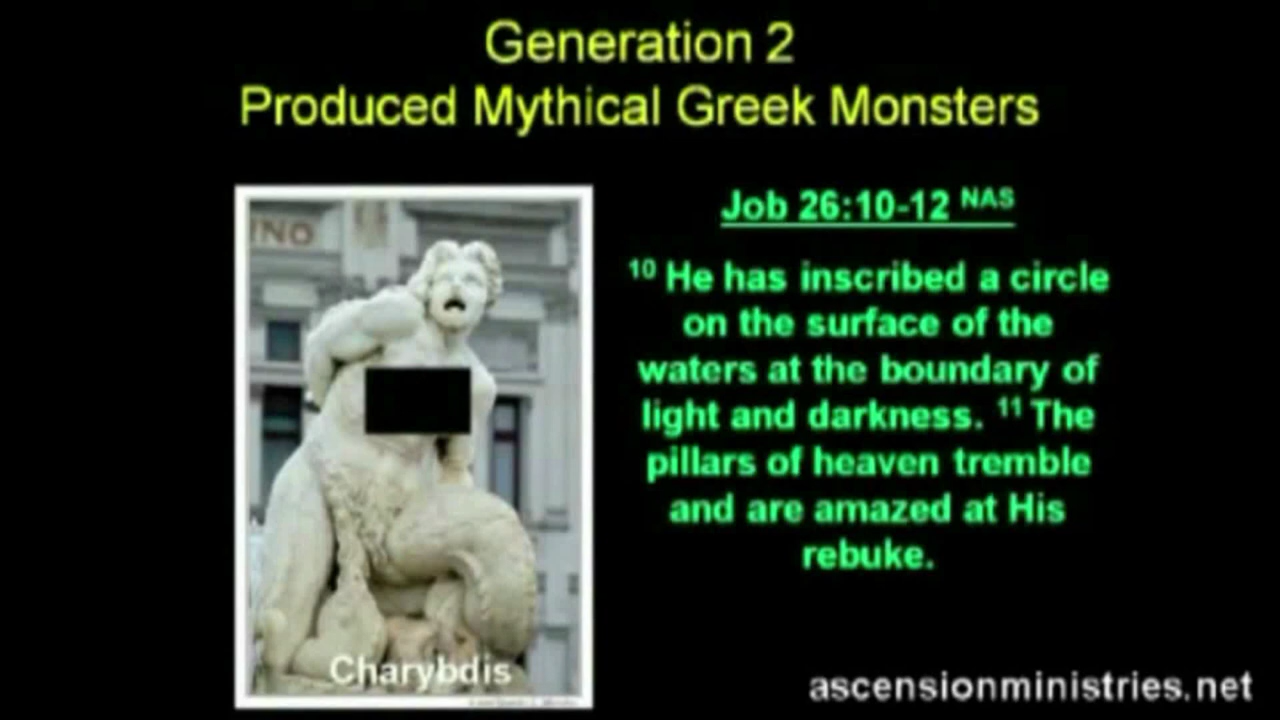 Generation 2
Produced Mythical Greek Monsters
INO
Job 26:10-12 NAS
10 He has inscribed a circle
on the surface of the
waters at the boundary of
light and darkness. 11 The
pillars of heaven tremble
and are amazed at His
rebuke.
Charybdis
ascensionministries.net